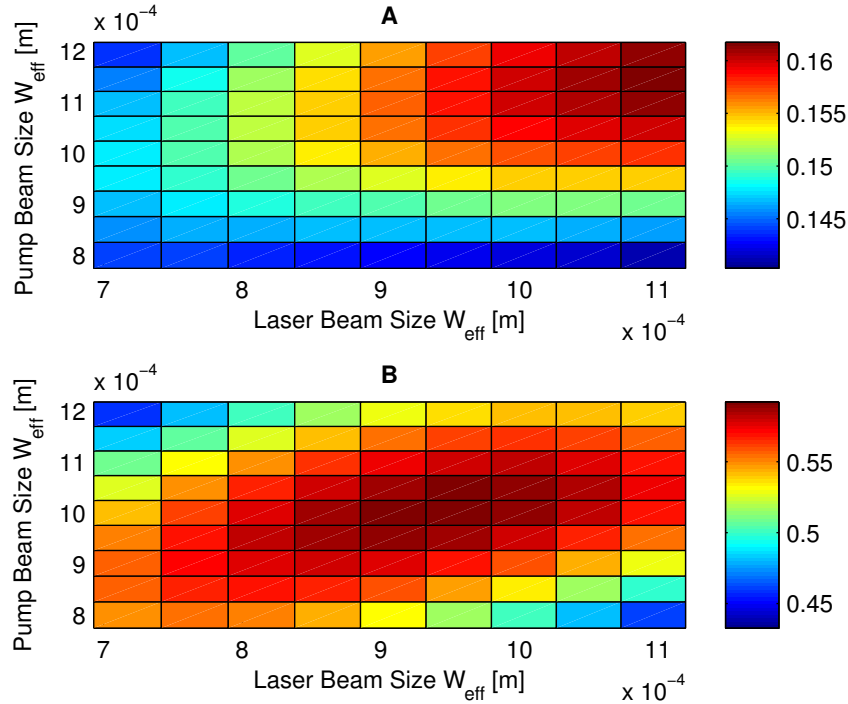 A
x 10⁻⁴
Pump Beam Size W_eff [m]
12
11
10
9
8
7 8 9 10 11
Laser Beam Size W_eff [m]
x 10⁻⁴
0.16
0.155
0.15
0.145
B
x 10⁻⁴
Pump Beam Size W_eff [m]
12
11
10
9
8
7 8 9 10 11
Laser Beam Size W_eff [m]
x 10⁻⁴
0.55
0.5
0.45